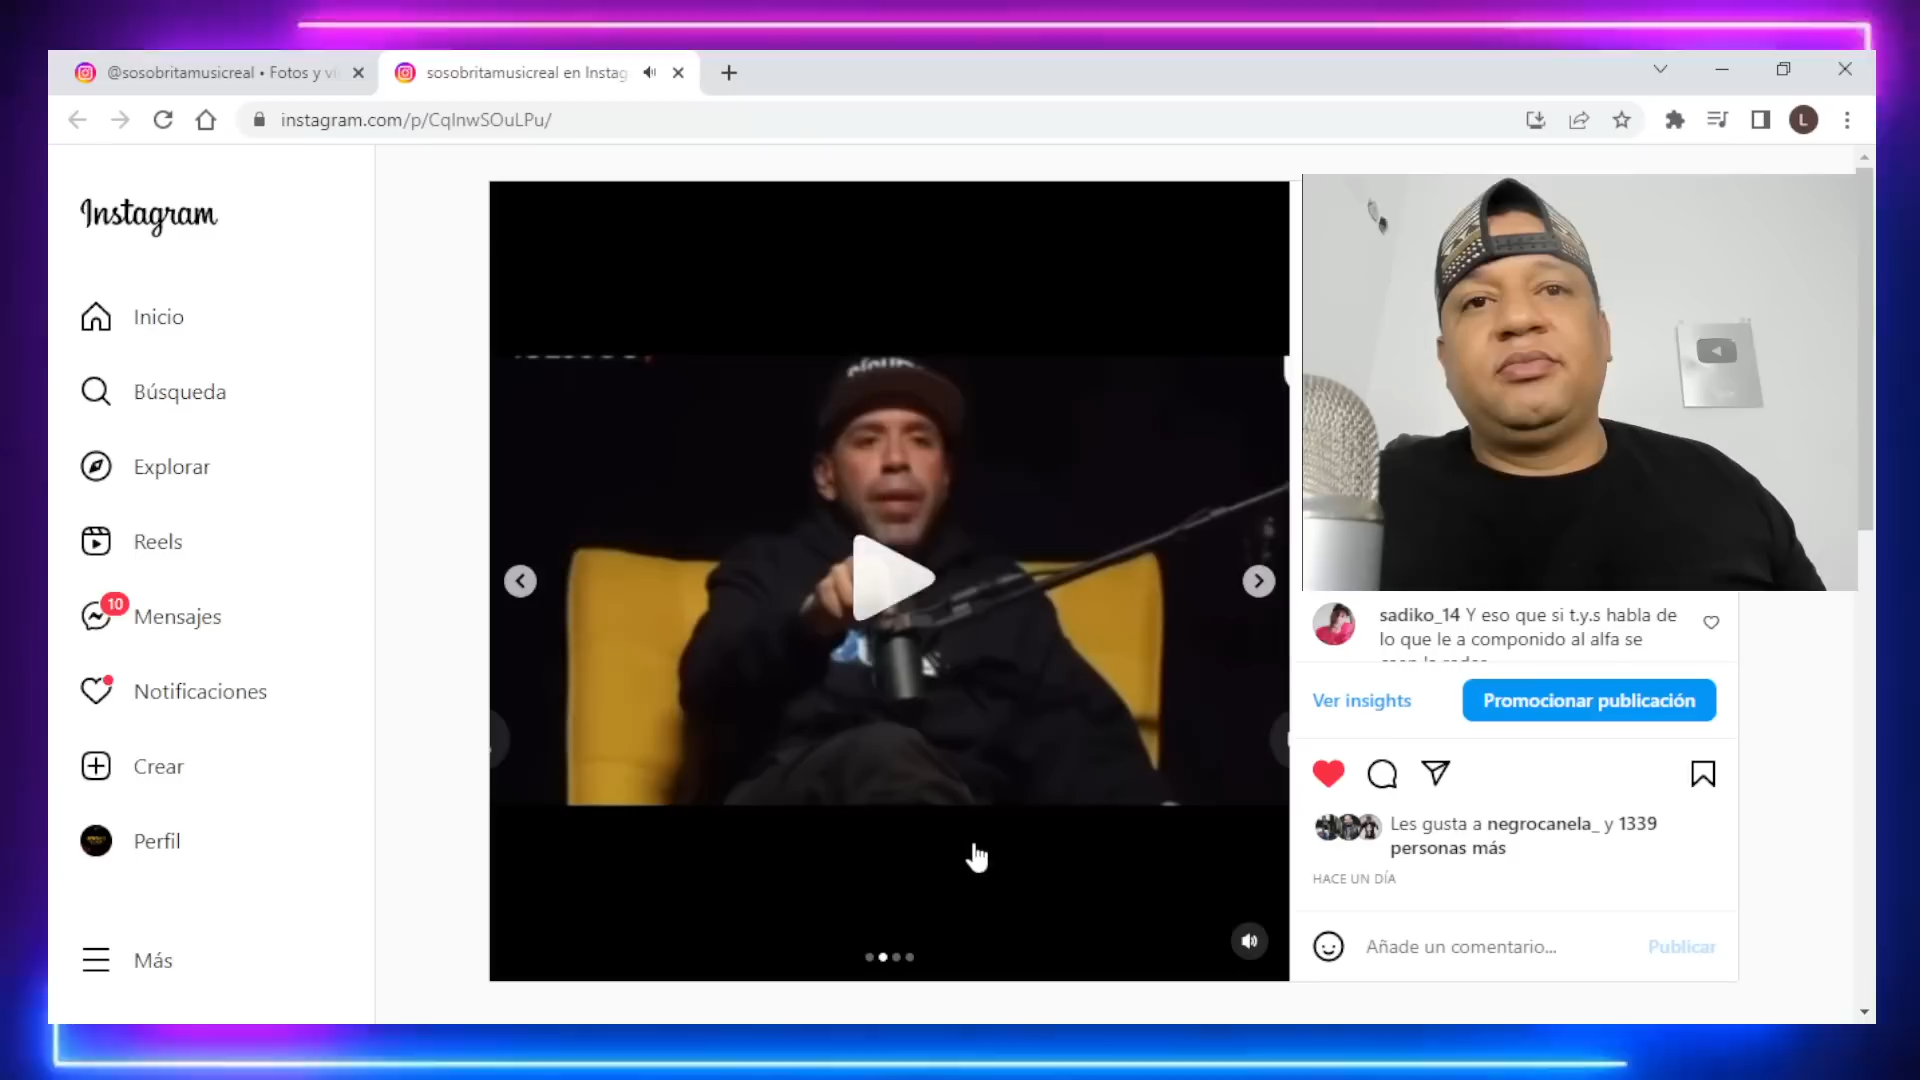 @sosobritamusicreal • Fotos y ví
sosobritamusicreal en Instag
instagram.com/p/CqlnwSOuLPu/
L
Instagram
Inicio
Búsqueda
Explorar
Reels
10
Mensajes
Notificaciones
Crear
Perfil
Más
sadiko_14 Y eso que si t.y.s habla de
lo que le a componido al alfa se
Ver insights
Promocionar publicación
Les gusta a negrocanela_ y 1339
personas más
HACE UN DÍA
Añade un comentario...
Publicar